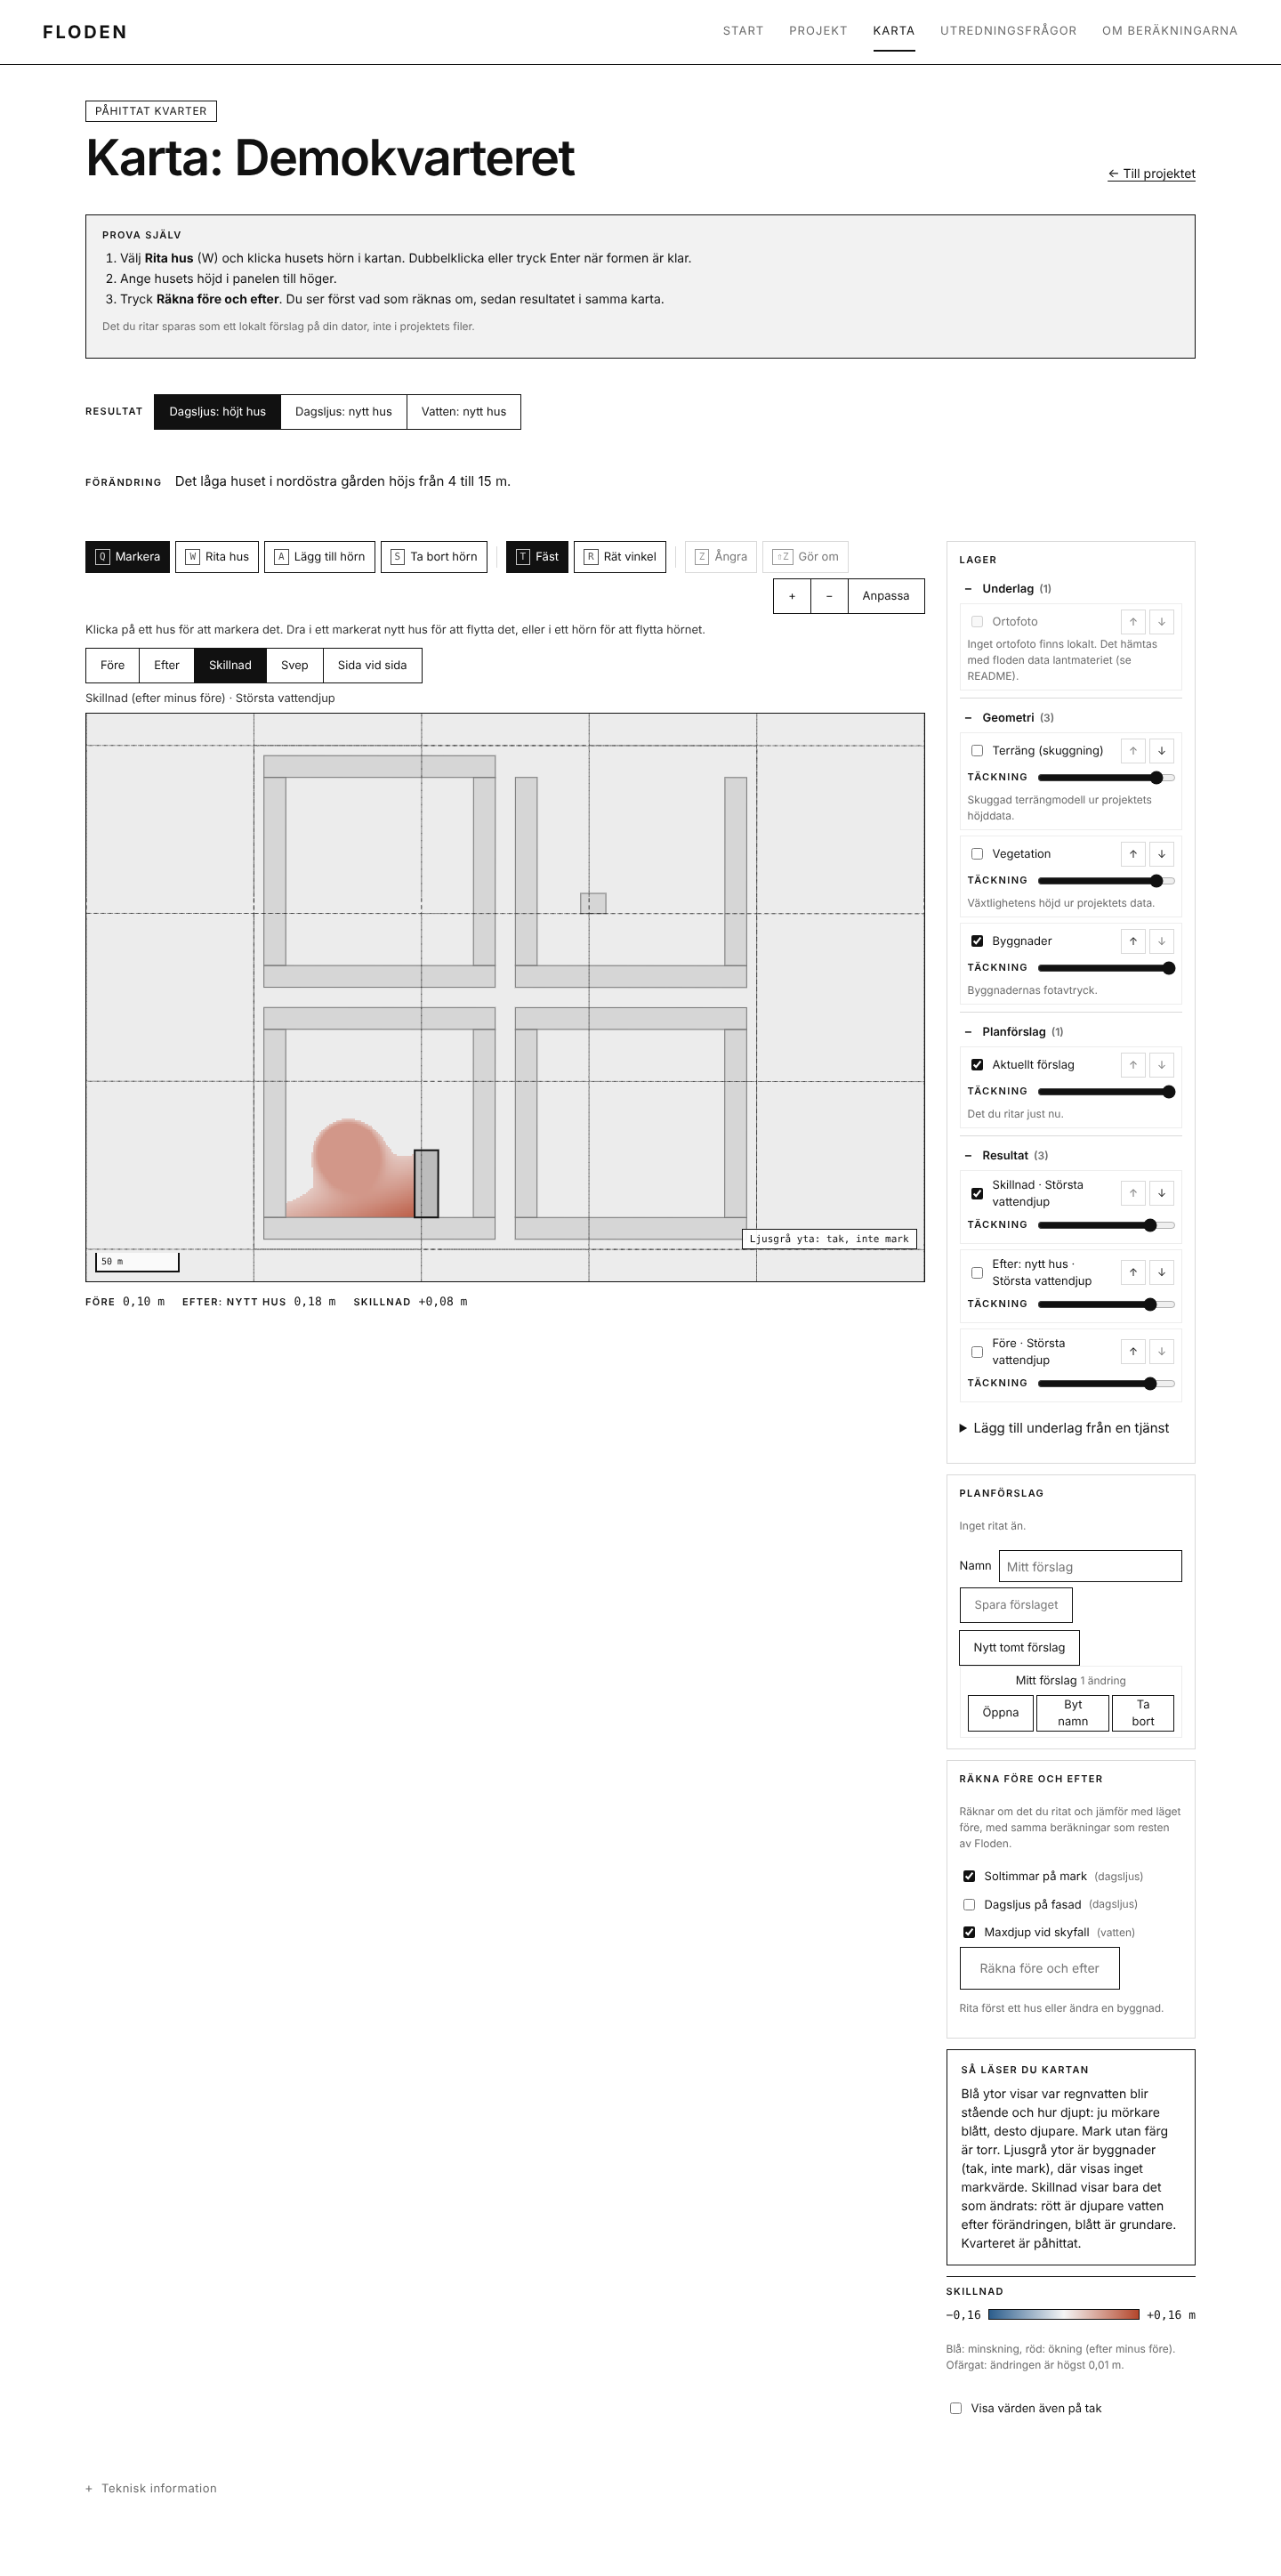 FLODEN
START PROJEKT KARTA UTREDNINGSFRÅGOR OM BERÄKNINGARNA
PÅHITTAT KVARTER
Karta: Demokvarteret
← Till projektet
PROVA SJÄLV
1. Välj Rita hus (W) och klicka husets hörn i kartan. Dubbelklicka eller tryck Enter när formen är klar.
2. Ange husets höjd i panelen till höger.
3. Tryck Räkna före och efter. Du ser först vad som räknas om, sedan resultatet i samma karta.
Det du ritar sparas som ett lokalt förslag på din dator, inte i projektets filer.
RESULTAT Dagsljus: höjt hus Dagsljus: nytt hus Vatten: nytt hus
FÖRÄNDRING Det låga huset i nordöstra gården höjs från 4 till 15 m.
Q Markera W Rita hus A Lägg till hörn S Ta bort hörn T Fäst R Rät vinkel Z Ångra ⇧Z Gör om
+ − Anpassa
Klicka på ett hus för att markera det. Dra i ett markerat nytt hus för att flytta det, eller i ett hörn för att flytta hörnet.
Före Efter Skillnad Svep Sida vid sida
Skillnad (efter minus före) · Största vattendjup
Ljusgrå yta: tak, inte mark
50 m
FÖRE 0,10 m EFTER: NYTT HUS 0,18 m SKILLNAD +0,08 m
LAGER
− Underlag (1)
Ortofoto ↑ ↓
Inget ortofoto finns lokalt. Det hämtas
med floden data lantmateriet (se
README).
− Geometri (3)
Terräng (skuggning) ↑ ↓
TÄCKNING
Skuggad terrängmodell ur projektets
höjddata.
Vegetation ↑ ↓
TÄCKNING
Växtlighetens höjd ur projektets data.
Byggnader ↑ ↓
TÄCKNING
Byggnadernas fotavtryck.
− Planförslag (1)
Aktuellt förslag ↑ ↓
TÄCKNING
Det du ritar just nu.
− Resultat (3)
Skillnad · Största
vattendjup ↑ ↓
TÄCKNING
Efter: nytt hus ·
Största vattendjup ↑ ↓
TÄCKNING
Före · Största
vattendjup ↑ ↓
TÄCKNING
▶ Lägg till underlag från en tjänst
PLANFÖRSLAG
Inget ritat än.
Namn Mitt förslag
Spara förslaget
Nytt tomt förslag
Mitt förslag 1 ändring
Öppna Byt namn Ta bort
RÄKNA FÖRE OCH EFTER
Räknar om det du ritat och jämför med läget
före, med samma beräkningar som resten
av Floden.
Soltimmar på mark (dagsljus)
Dagsljus på fasad (dagsljus)
Maxdjup vid skyfall (vatten)
Räkna före och efter
Rita först ett hus eller ändra en byggnad.
SÅ LÄSER DU KARTAN
Blå ytor visar var regnvatten blir
stående och hur djupt: ju mörkare
blått, desto djupare. Mark utan färg
är torr. Ljusgrå ytor är byggnader
(tak, inte mark), där visas inget
markvärde. Skillnad visar bara det
som ändrats: rött är djupare vatten
efter förändringen, blått är grundare.
Kvarteret är påhittat.
SKILLNAD
−0,16 +0,16 m
Blå: minskning, röd: ökning (efter minus före).
Ofärgat: ändringen är högst 0,01 m.
Visa värden även på tak
+ Teknisk information